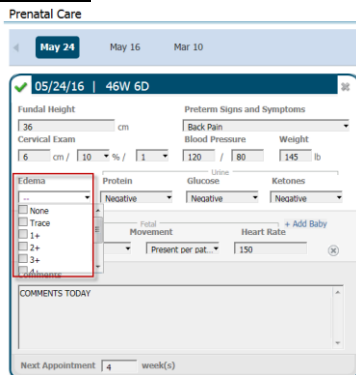 Prenatal Care
May 24 May 16 Mar 10
05/24/16 | 46W 6D
Fundal Height Preterm Signs and Symptoms
36 cm Back Pain
Cervical Exam Blood Pressure Weight
6 cm / 10 % / 1 120 / 80 145 lb
Urine
Edema Protein Glucose Ketones
-- Negative Negative Negative
None
Trace
Fetal + Add Baby
Movement Heart Rate
1+
2+ Present per pat... 150
3+
4+
Comments
COMMENTS TODAY
Next Appointment 4 week(s)